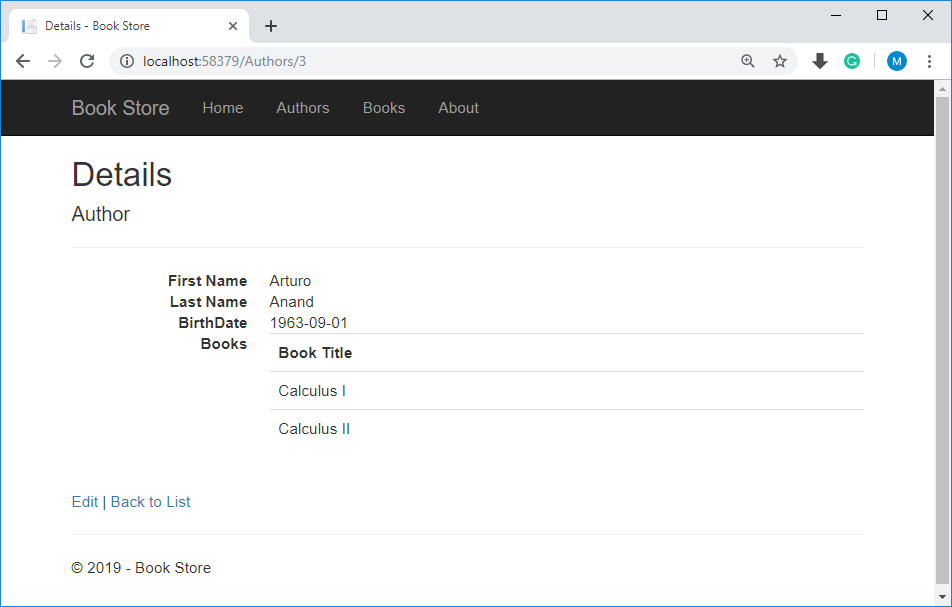 Details - Book Store
localhost:58379/Authors/3
M
Book Store Home Authors Books About
Details
Author
First Name Arturo
Last Name Anand
BirthDate 1963-09-01
Books
Book Title
Calculus I
Calculus II
Edit | Back to List
© 2019 - Book Store